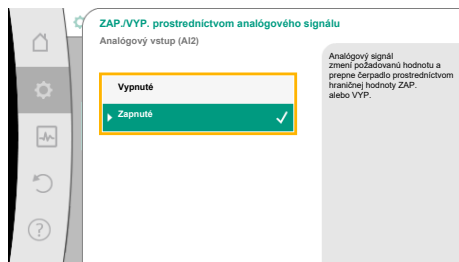 ZAP./VYP. prostredníctvom analógového signálu
Analógový vstup (AI2)
Vypnuté
Zapnuté
Analógový signál
zmení požadovanú hodnotu a
prepne čerpadlo prostredníctvom
hraničnej hodnoty ZAP.
alebo VYP.
?